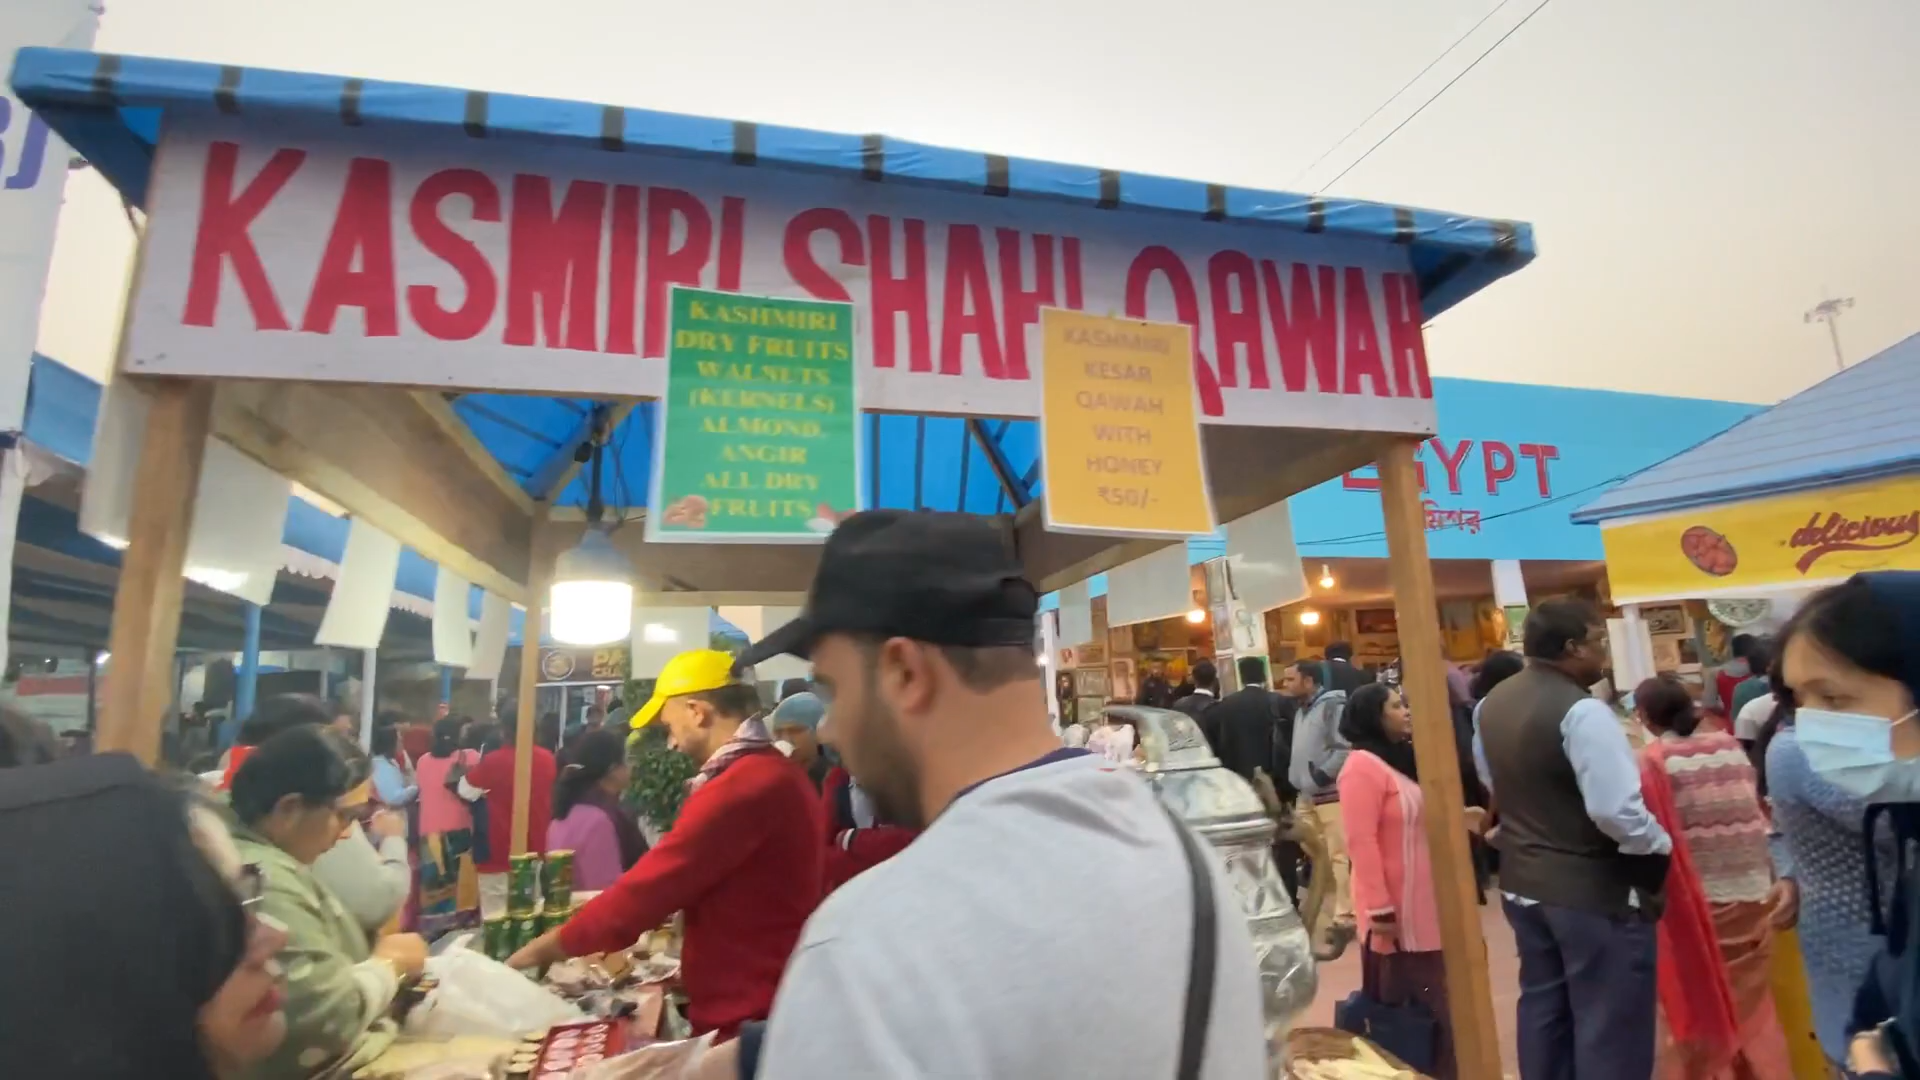 KASMIRI SHAHI QAWAH
KASHMIRI
DRY FRUITS
WALNUTS
(KERNELS)
ALMOND,
ANGIR
ALL DRY
FRUITS
KASHMIRI
KESAR
QAWAH
WITH
HONEY
₹50/-
EGYPT
মিশর
delicious